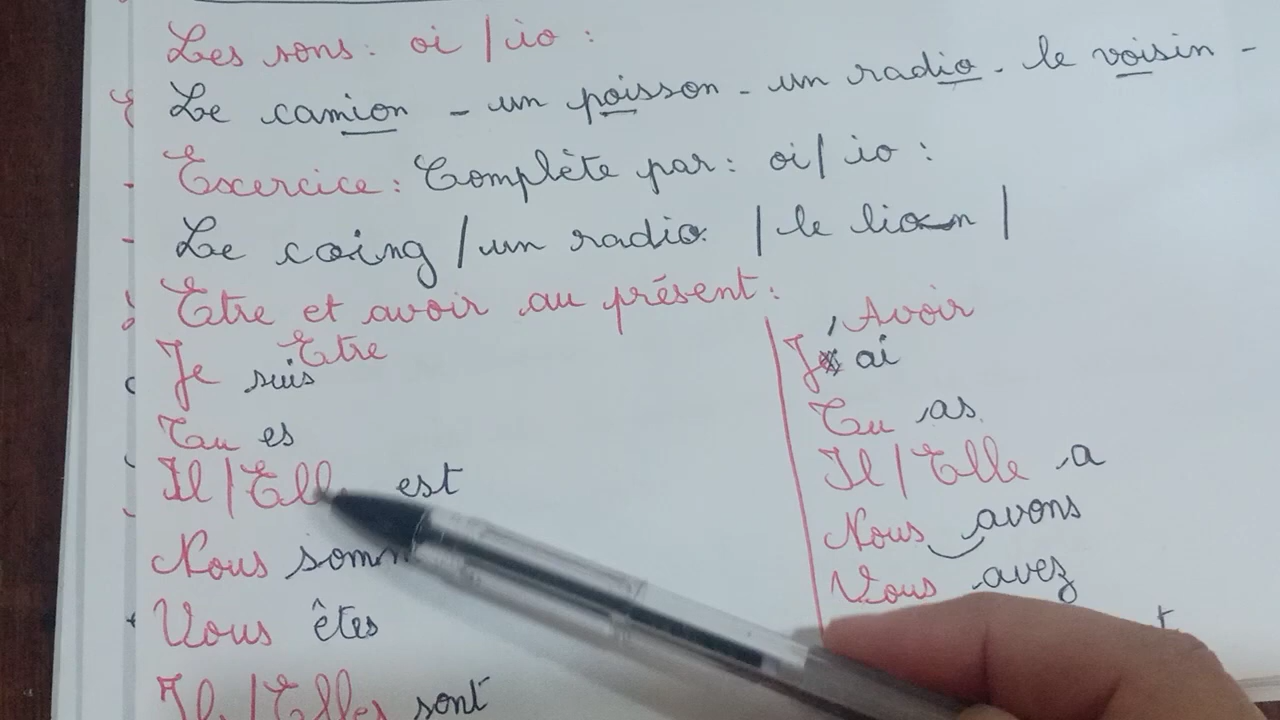 Les sons : oi / io :
Le camion - un poisson - un radio - le voisin -
Exercice : Complète par : oi / io :
Le coing / un radio. / le lion /
Etre et avoir au présent :
Etre
Je suis
Tu es
Il / Elle est
Nous
Vous êtes
Il / Elles sont
Avoir
J'ai
Tu as
Il / Elle a
Nous avons
Vous avez